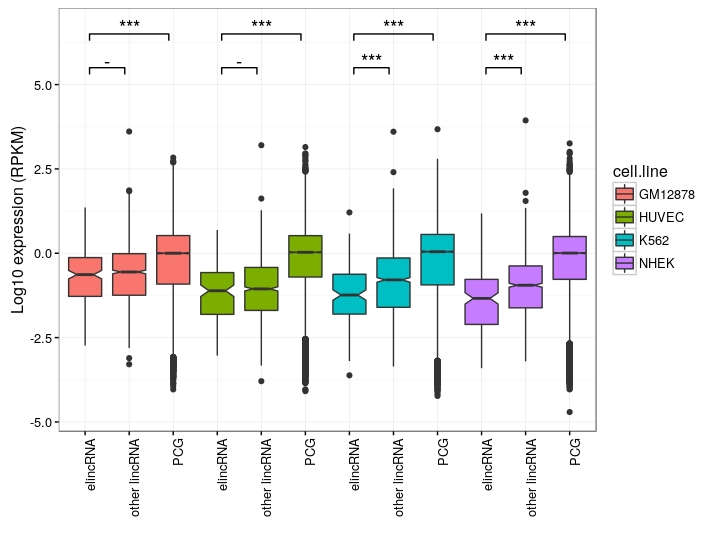 *** *** *** ***
- - *** ***
5.0
2.5
0.0
-2.5
-5.0
Log10 expression (RPKM)
elincRNA
other lincRNA
PCG
elincRNA
other lincRNA
PCG
elincRNA
other lincRNA
PCG
elincRNA
other lincRNA
PCG
cell.line
GM12878
HUVEC
K562
NHEK